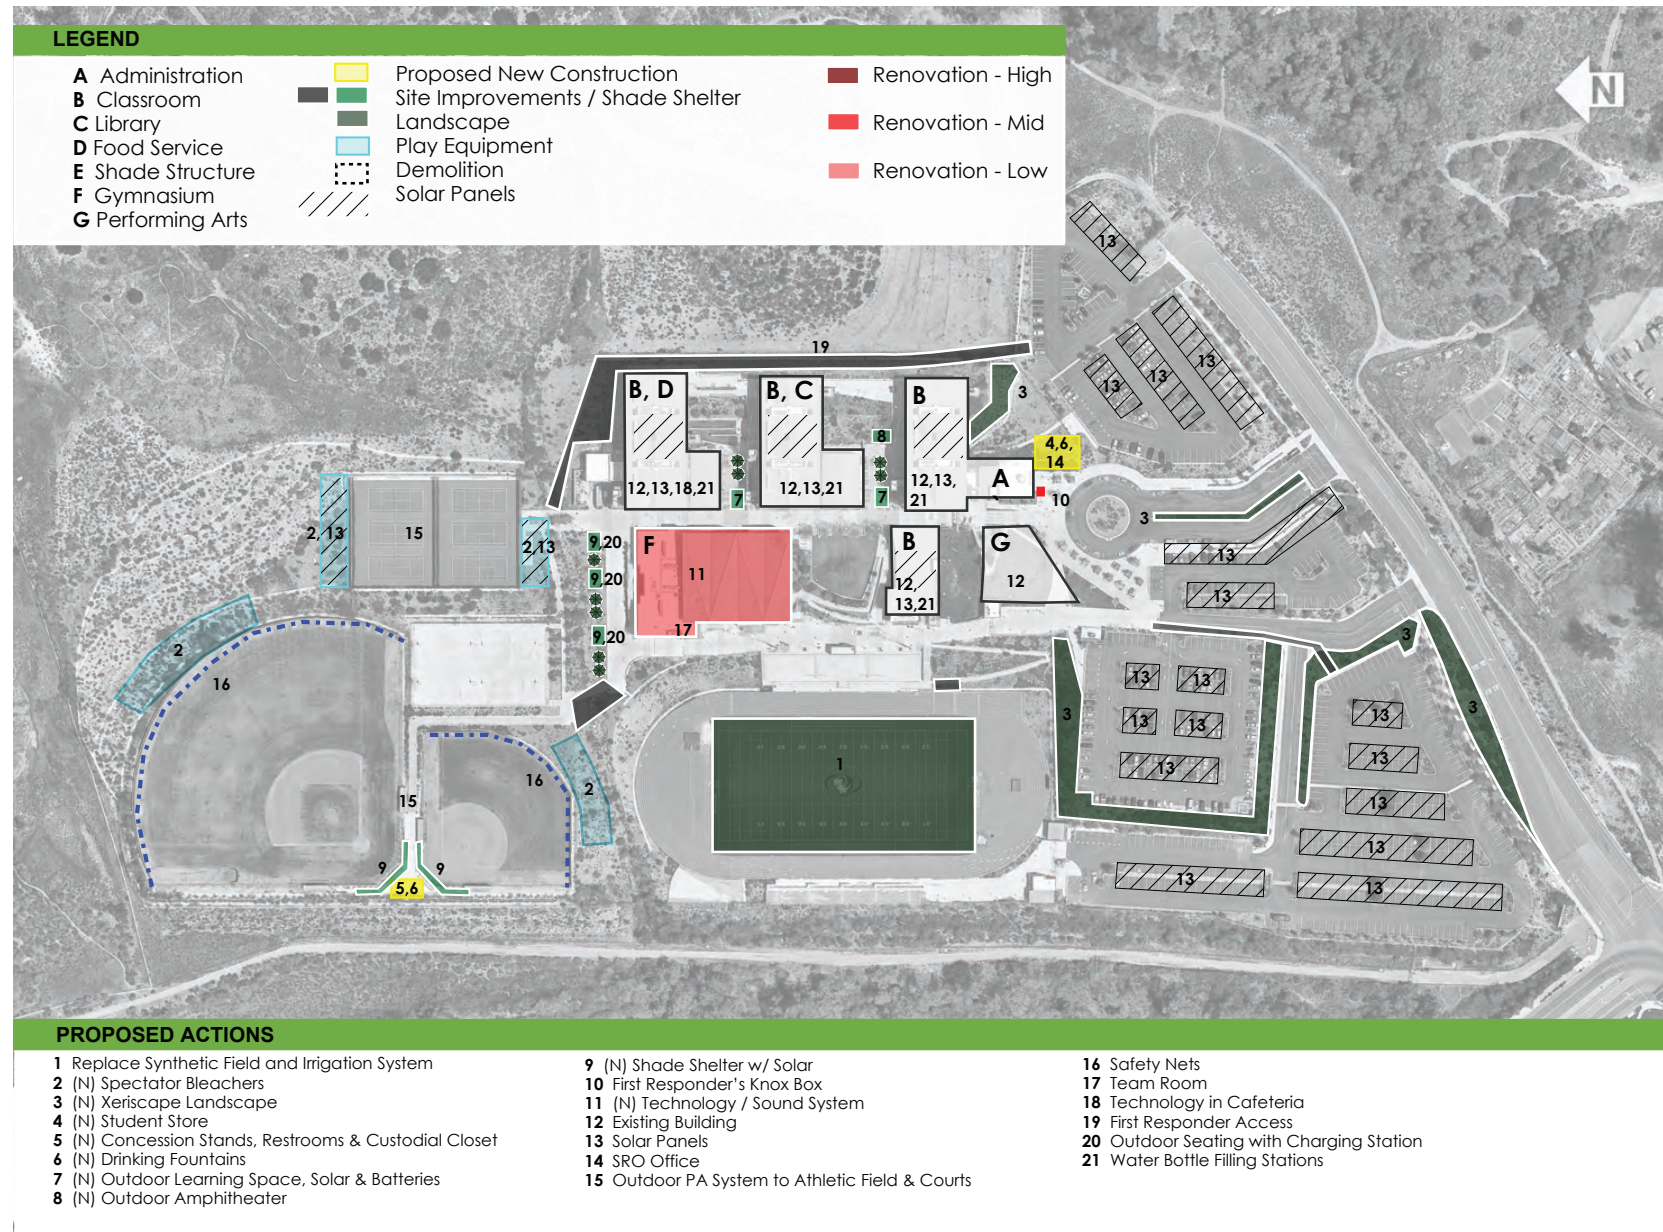 LEGEND
A Administration
B Classroom
C Library
D Food Service
E Shade Structure
F Gymnasium
G Performing Arts
Proposed New Construction
Site Improvements / Shade Shelter
Landscape
Play Equipment
Demolition
Solar Panels
Renovation - High
Renovation - Mid
Renovation - Low
N
13
13
13
13
13
19
3
B, D
B, C
B
8
4,6,
14
A
10
12,13,18,21
7
12,13,21
7
12,13,
21
3
2,13
15
2,13
9,20
9,20
9,20
F
11
17
B
12,
13,21
G
12
13
13
3
2
16
13
13
13
13
13
3
3
13
13
13
13
13
13
1
16
2
15
9
9
5,6
PROPOSED ACTIONS
1 Replace Synthetic Field and Irrigation System
2 (N) Spectator Bleachers
3 (N) Xeriscape Landscape
4 (N) Student Store
5 (N) Concession Stands, Restrooms & Custodial Closet
6 (N) Drinking Fountains
7 (N) Outdoor Learning Space, Solar & Batteries
8 (N) Outdoor Amphitheater
9 (N) Shade Shelter w/ Solar
10 First Responder's Knox Box
11 (N) Technology / Sound System
12 Existing Building
13 Solar Panels
14 SRO Office
15 Outdoor PA System to Athletic Field & Courts
16 Safety Nets
17 Team Room
18 Technology in Cafeteria
19 First Responder Access
20 Outdoor Seating with Charging Station
21 Water Bottle Filling Stations